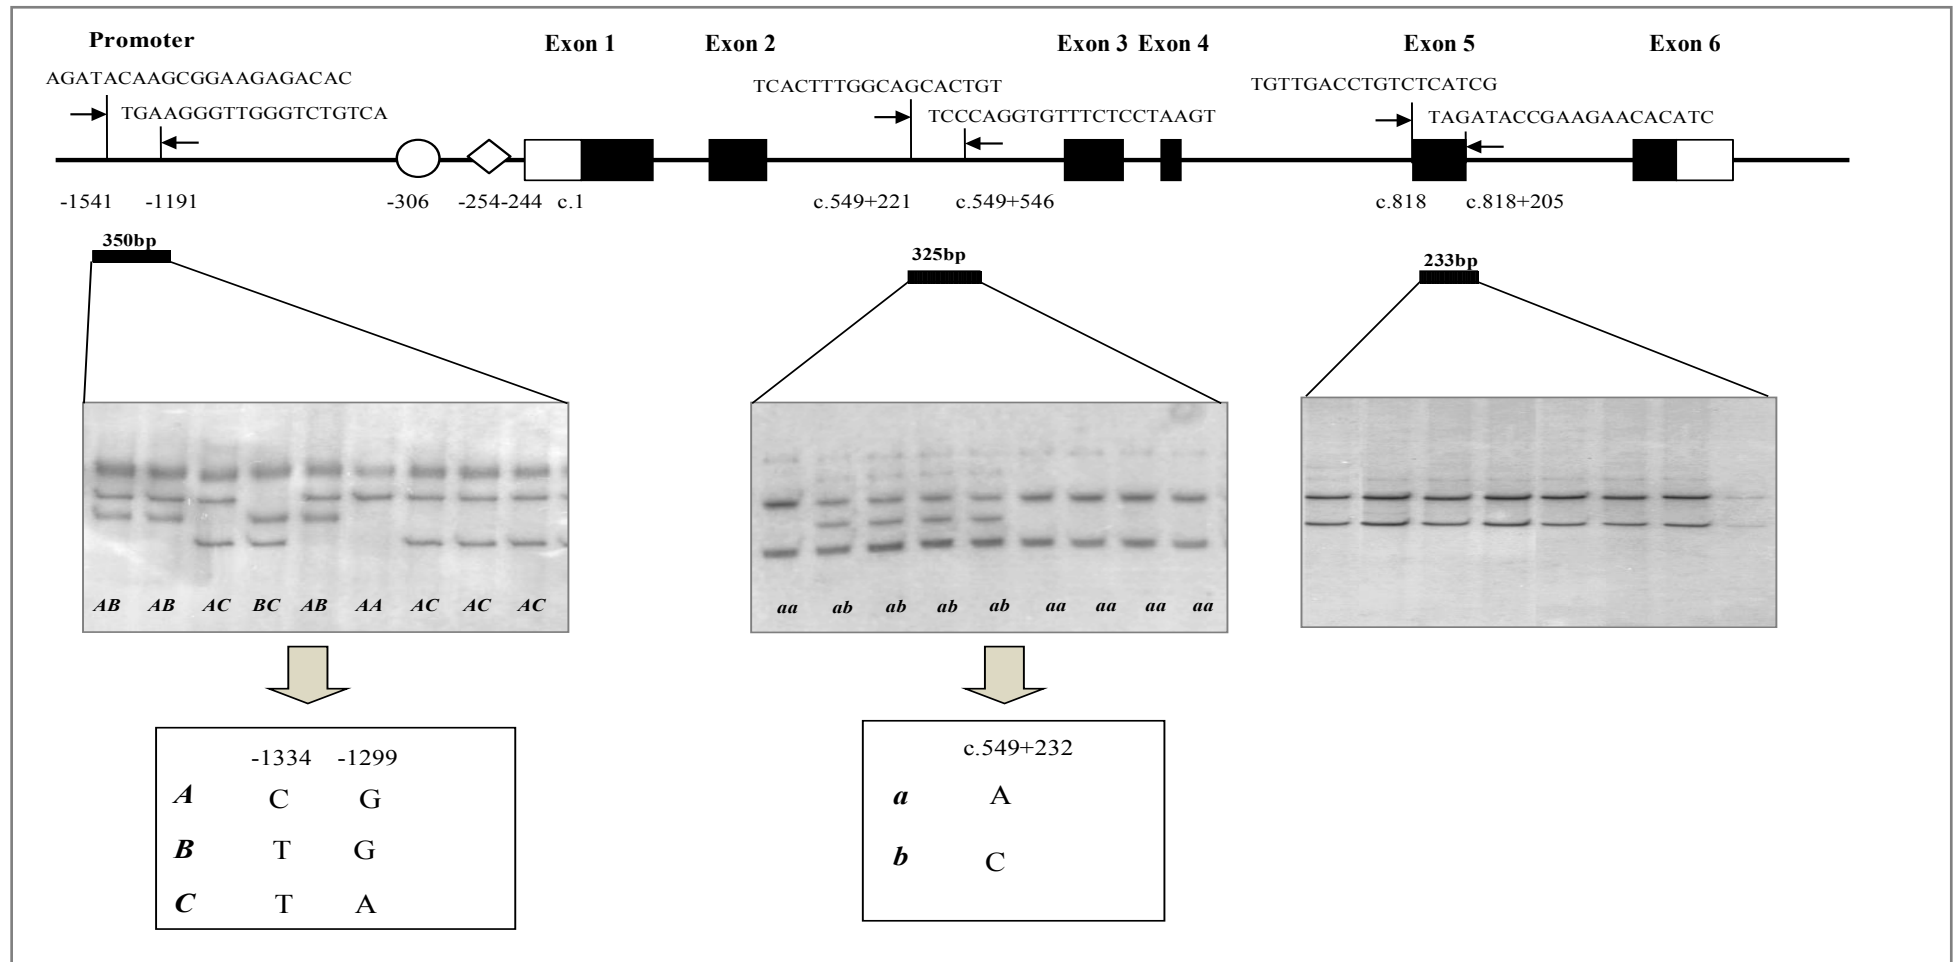 Promoter Exon 1 Exon 2 Exon 3 Exon 4 Exon 5 Exon 6
AGATACAAGCGGAAGAGACAC TCACTTTGGCAGCACTGT TGTTGACCTGTCTCATCG
TGAAGGGTTGGGTCTGTCA TCCCAGGTGTTTCTCCTAAGT TAGATACCGAAGAACACATC
-1541 -1191 -306 -254-244 c.1 c.549+221 c.549+546 c.818 c.818+205
350bp 325bp 233bp
AB AB AC BC AB AA AC AC AC aa ab ab ab ab aa aa aa aa
-1334 -1299 c.549+232
A C G a A
B T G b C
C T A